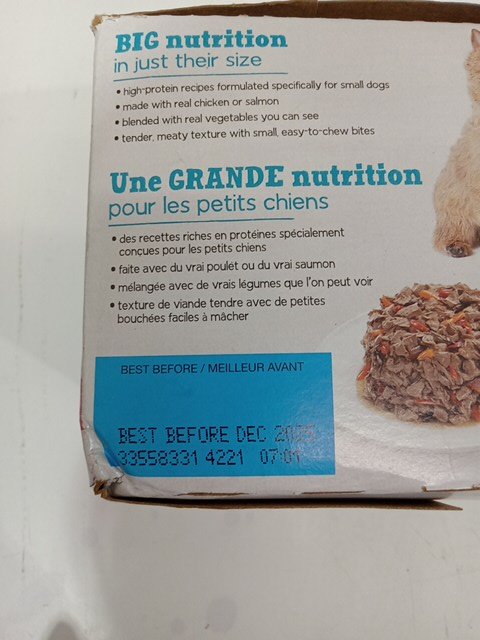 BIG nutrition
in just their size
• high-protein recipes formulated specifically for small dogs
• made with real chicken or salmon
• blended with real vegetables you can see
• tender, meaty texture with small, easy-to-chew bites
Une GRANDE nutrition
pour les petits chiens
• des recettes riches en protéines spécialement
conçues pour les petits chiens
• faite avec du vrai poulet ou du vrai saumon
• mélangée avec de vrais légumes que l'on peut voir
• texture de viande tendre avec de petites
bouchées faciles à mâcher
BEST BEFORE / MEILLEUR AVANT
BEST BEFORE DEC 2025
33558331 4221 07:01